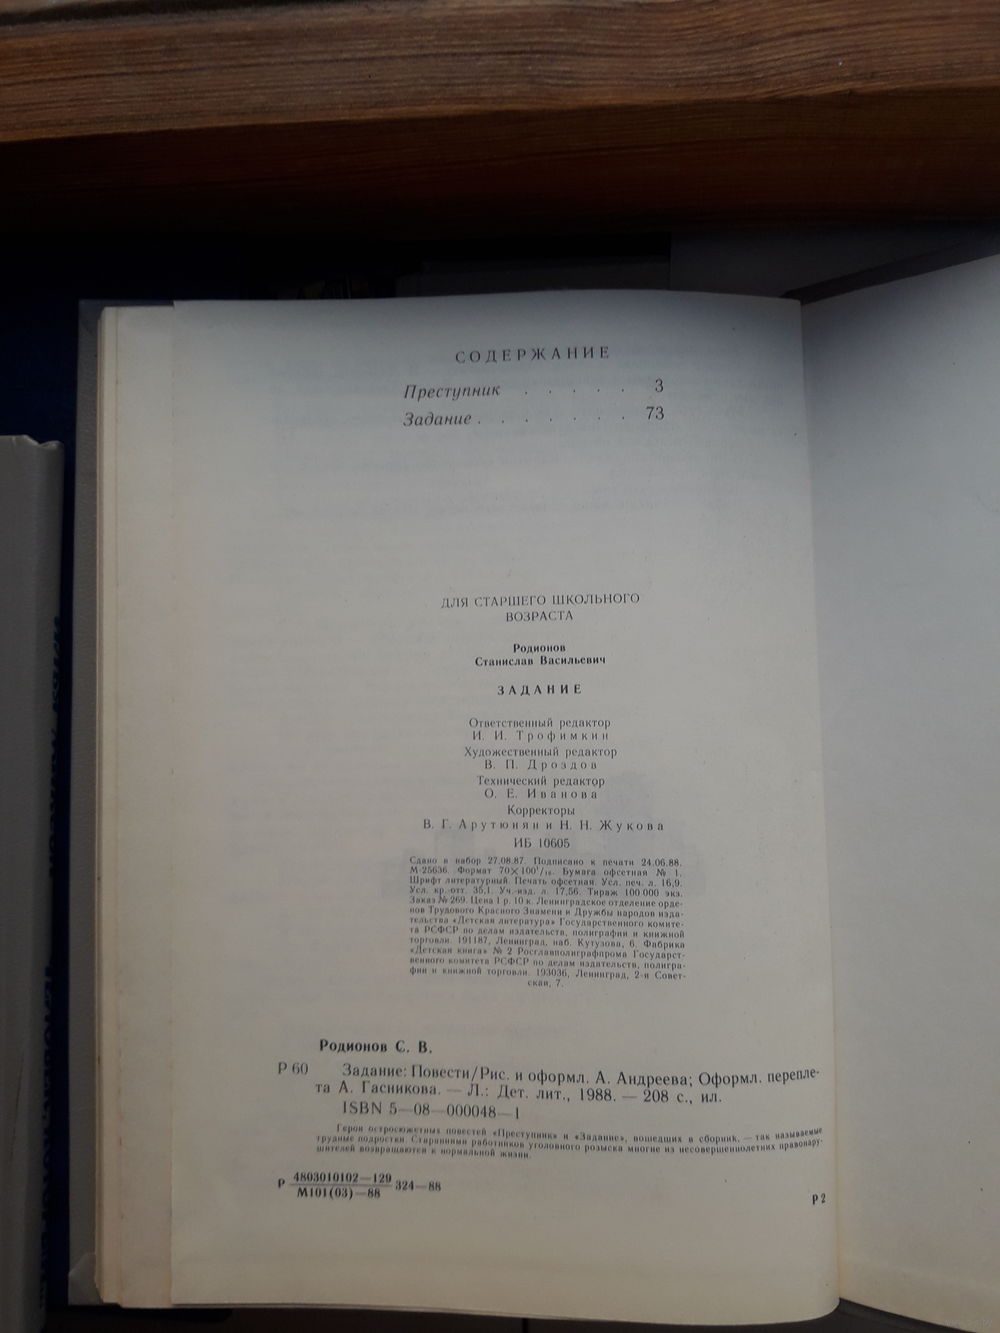 СОДЕРЖАНИЕ
Преступник . . . . . 3
Задание . . . . . . . 73
ДЛЯ СТАРШЕГО ШКОЛЬНОГО
ВОЗРАСТА
Родионов
Станислав Васильевич
ЗАДАНИЕ
Ответственный редактор
И. И. Трофимкин
Художественный редактор
В. П. Дроздов
Технический редактор
О. Е. Иванова
Корректоры
В. Г. Арутюнян и Н. Н. Жукова
ИБ 10605
Сдано в набор 27.08.87. Подписано к печати 24.06.88.
М-25636. Формат 70×100¹/₁₆. Бумага офсетная № 1.
Шрифт литературный. Печать офсетная. Усл. печ. л. 16,9.
Усл. кр.-отт. 35,1. Уч.-изд. л. 17,56. Тираж 100 000 экз.
Заказ № 269. Цена 1 р. 10 к. Ленинградское отделение орде-
нов Трудового Красного Знамени и Дружбы народов изда-
тельства «Детская литература» Государственного комите-
та РСФСР по делам издательств, полиграфии и книжной
торговли. 191187, Ленинград, наб. Кутузова, 6. Фабрика
«Детская книга» № 2 Росглавполиграфпрома Государст-
венного комитета РСФСР по делам издательств, полигра-
фии и книжной торговли. 193036, Ленинград, 2-я Совет-
ская, 7.
Родионов С. В.
Р 60 Задание: Повести/Рис. и оформл. А. Андреева; Оформл. перепле-
та А. Гасникова. — Л.: Дет. лит., 1988. — 208 с., ил.
ISBN 5—08—000048—1
Герои остросюжетных повестей «Преступник» и «Задание», вошедших в сборник, — так называемые
трудные подростки. Стараниями работников уголовного розыска многие из несовершеннолетних правонару-
шителей возвращаются к нормальной жизни.
Р 4803010102—129 324—88
М101(03)—88
Р2